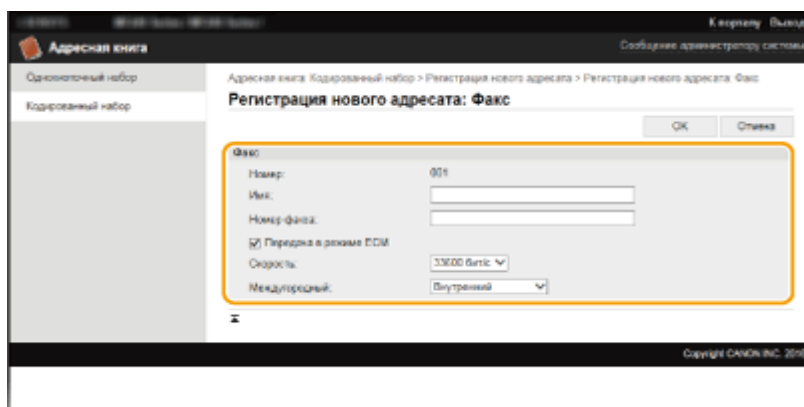 К порталу Выход
Адресная книга
Сообщение администратору системы
Однокнопочный набор
Кодированный набор
Адресная книга: Кодированный набор > Регистрация нового адресата > Регистрация нового адресата: Факс
Регистрация нового адресата: Факс
OK Отмена
Факс
Номер: 001
Имя:
Номер факса:
Передача в режиме ECM
Скорость: 33600 бит/с
Междугородный: Внутренний
Copyright CANON INC. 201